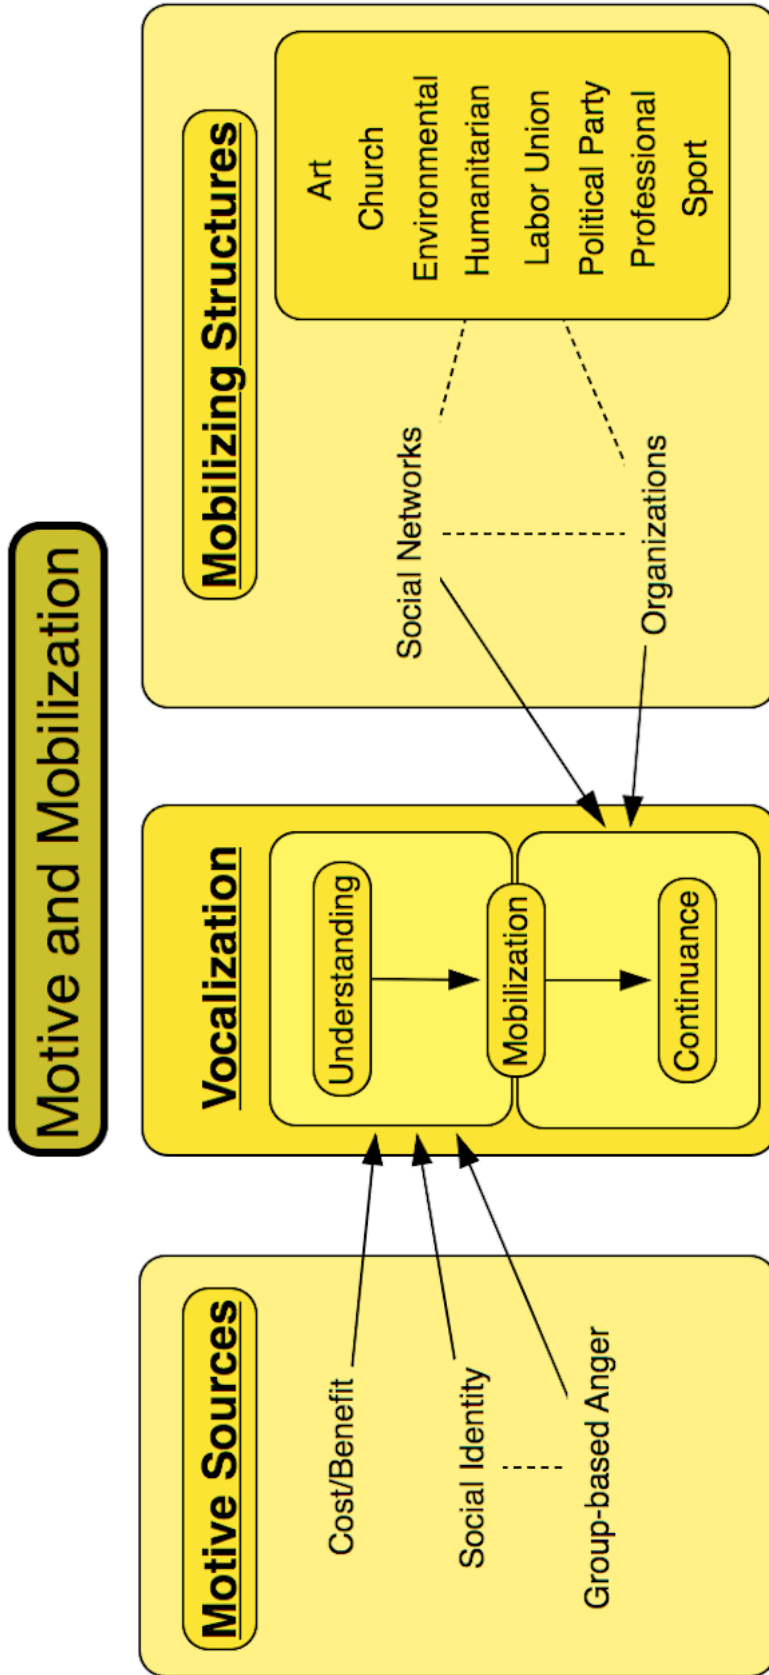 Motive and Mobilization
Motive Sources
Cost/Benefit
Social Identity
Group-based Anger
Vocalization
Understanding
Mobilization
Continuance
Mobilizing Structures
Social Networks
Organizations
Art
Church
Environmental
Humanitarian
Labor Union
Political Party
Professional
Sport